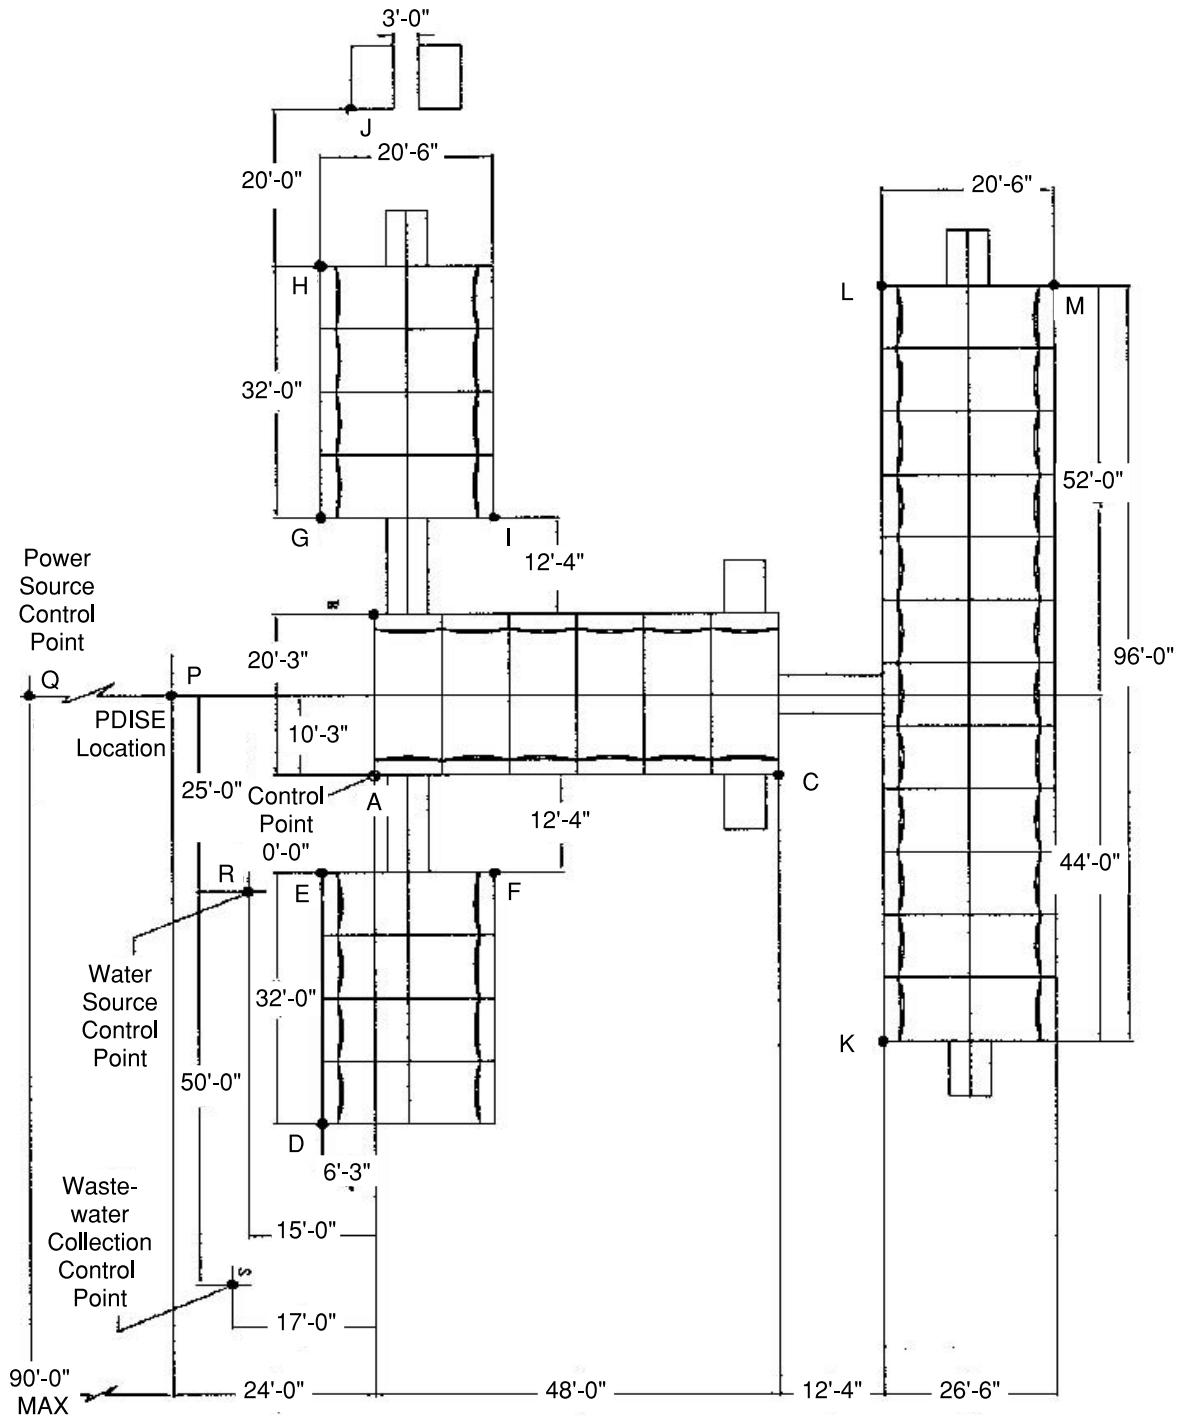 3'-0"
J
20'-6"
20'-0"
20'-6"
H
L
M
32'-0"
52'-0"
G
I
12'-4"
Power
Source
Control
Point
B
20'-3"
96'-0"
Q
P
PDISE
Location
10'-3"
25'-0"
Control
Point
0'-0"
A
C
12'-4"
44'-0"
R
E
F
Water
Source
Control
Point
32'-0"
K
50'-0"
D
6'-3"
Waste-
water
Collection
Control
Point
15'-0"
S
17'-0"
90'-0"
MAX
24'-0"
48'-0"
12'-4"
26'-6"